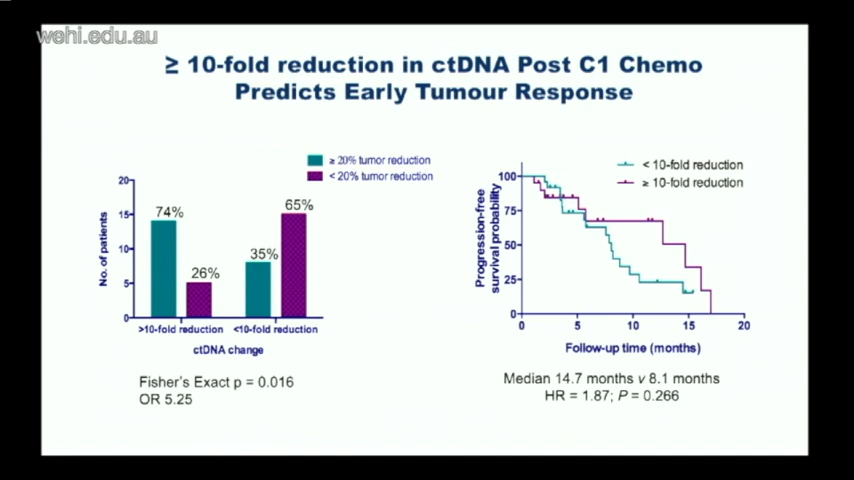 wehi.edu.au
≥ 10-fold reduction in ctDNA Post C1 Chemo
Predicts Early Tumour Response
≥ 20% tumor reduction
< 20% tumor reduction
No. of patients
20
15
10
5
0
74%
26%
35%
65%
>10-fold reduction
<10-fold reduction
ctDNA change
Fisher's Exact p = 0.016
OR 5.25
< 10-fold reduction
≥ 10-fold reduction
Progression-free
survival probability
100
75
50
25
0
0
5
10
15
20
Follow-up time (months)
Median 14.7 months v 8.1 months
HR = 1.87; P = 0.266